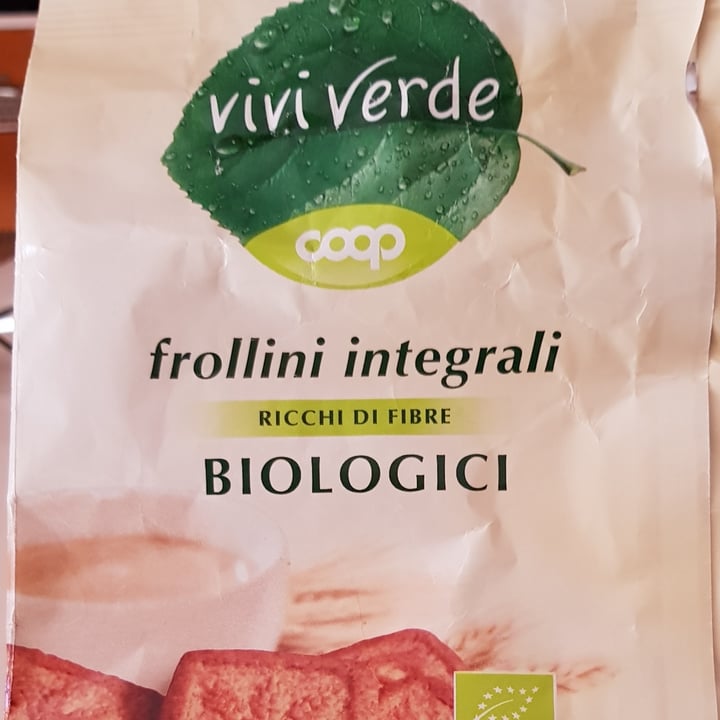 vivi verde
coop
frollini integrali
RICCHI DI FIBRE
BIOLOGICI